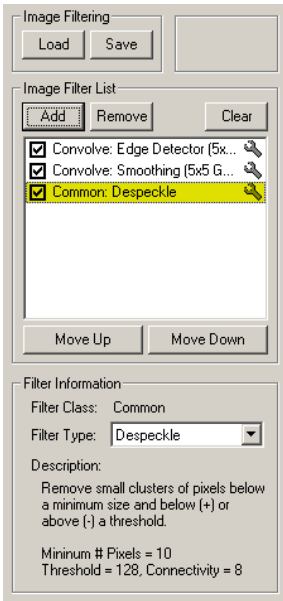 Image Filtering
Load Save
Image Filter List
Add Remove Clear
Convolve: Edge Detector (5x...
Convolve: Smoothing (5x5 G...
Common: Despeckle
Move Up Move Down
Filter Information
Filter Class: Common
Filter Type: Despeckle
Description:
Remove small clusters of pixels below
a minimum size and below (+) or
above (-) a threshold.
Mininum # Pixels = 10
Threshold = 128, Connectivity = 8